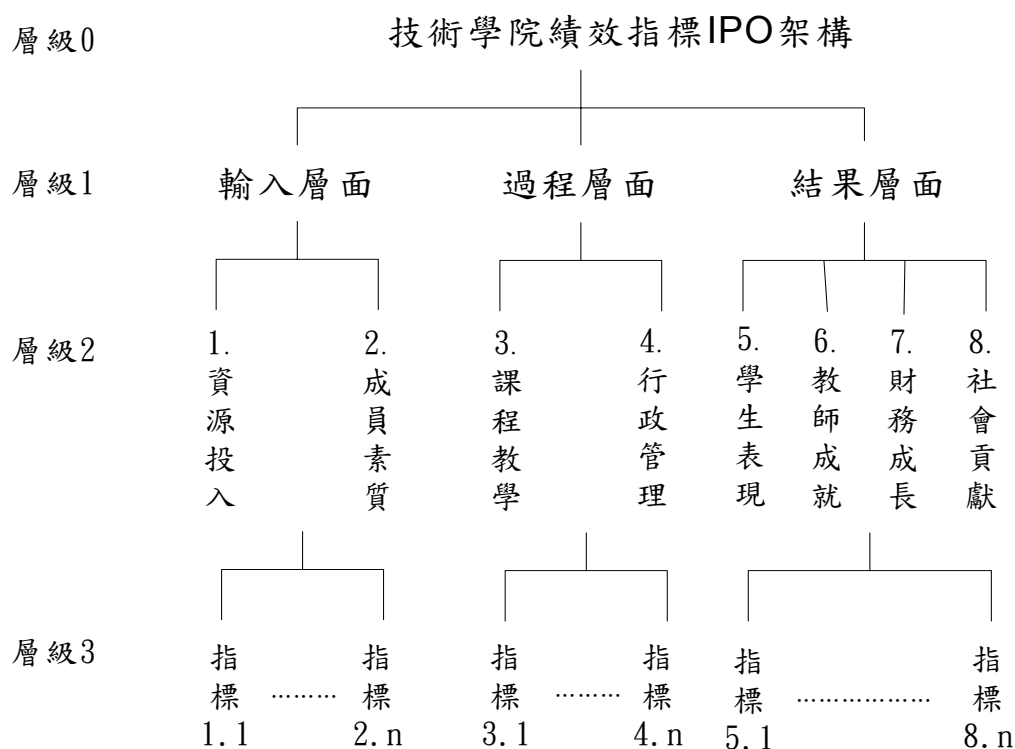 層級0
技術學院績效指標IPO架構
層級1
輸入層面
過程層面
結果層面
層級2
1.資源投入
2.成員素質
3.課程教學
4.行政管理
5.學生表現
6.教師成就
7.財務成長
8.社會貢獻
層級3
指標1.1
………
指標2.n
指標3.1
………
指標4.n
指標5.1
………………
指標8.n